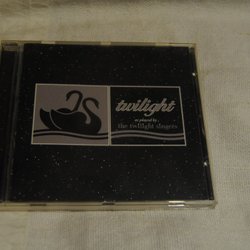 twilight
as played by...
the twilight singers